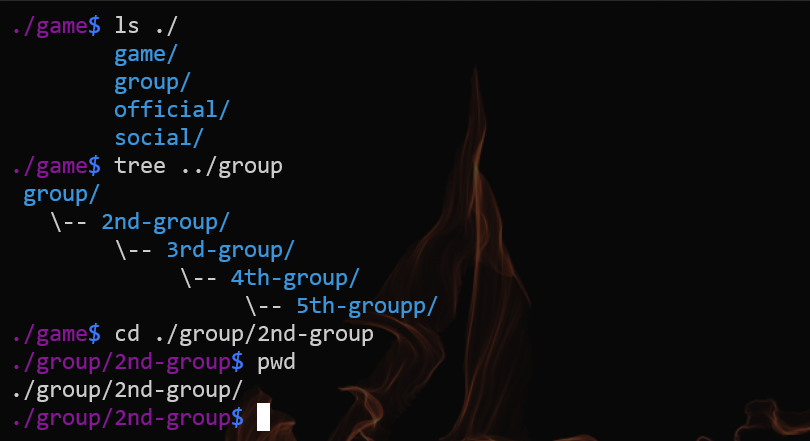 ./game$ ls ./
game/
group/
official/
social/
./game$ tree ../group
group/
\-- 2nd-group/
\-- 3rd-group/
\-- 4th-group/
\-- 5th-groupp/
./game$ cd ./group/2nd-group
./group/2nd-group$ pwd
./group/2nd-group/
./group/2nd-group$